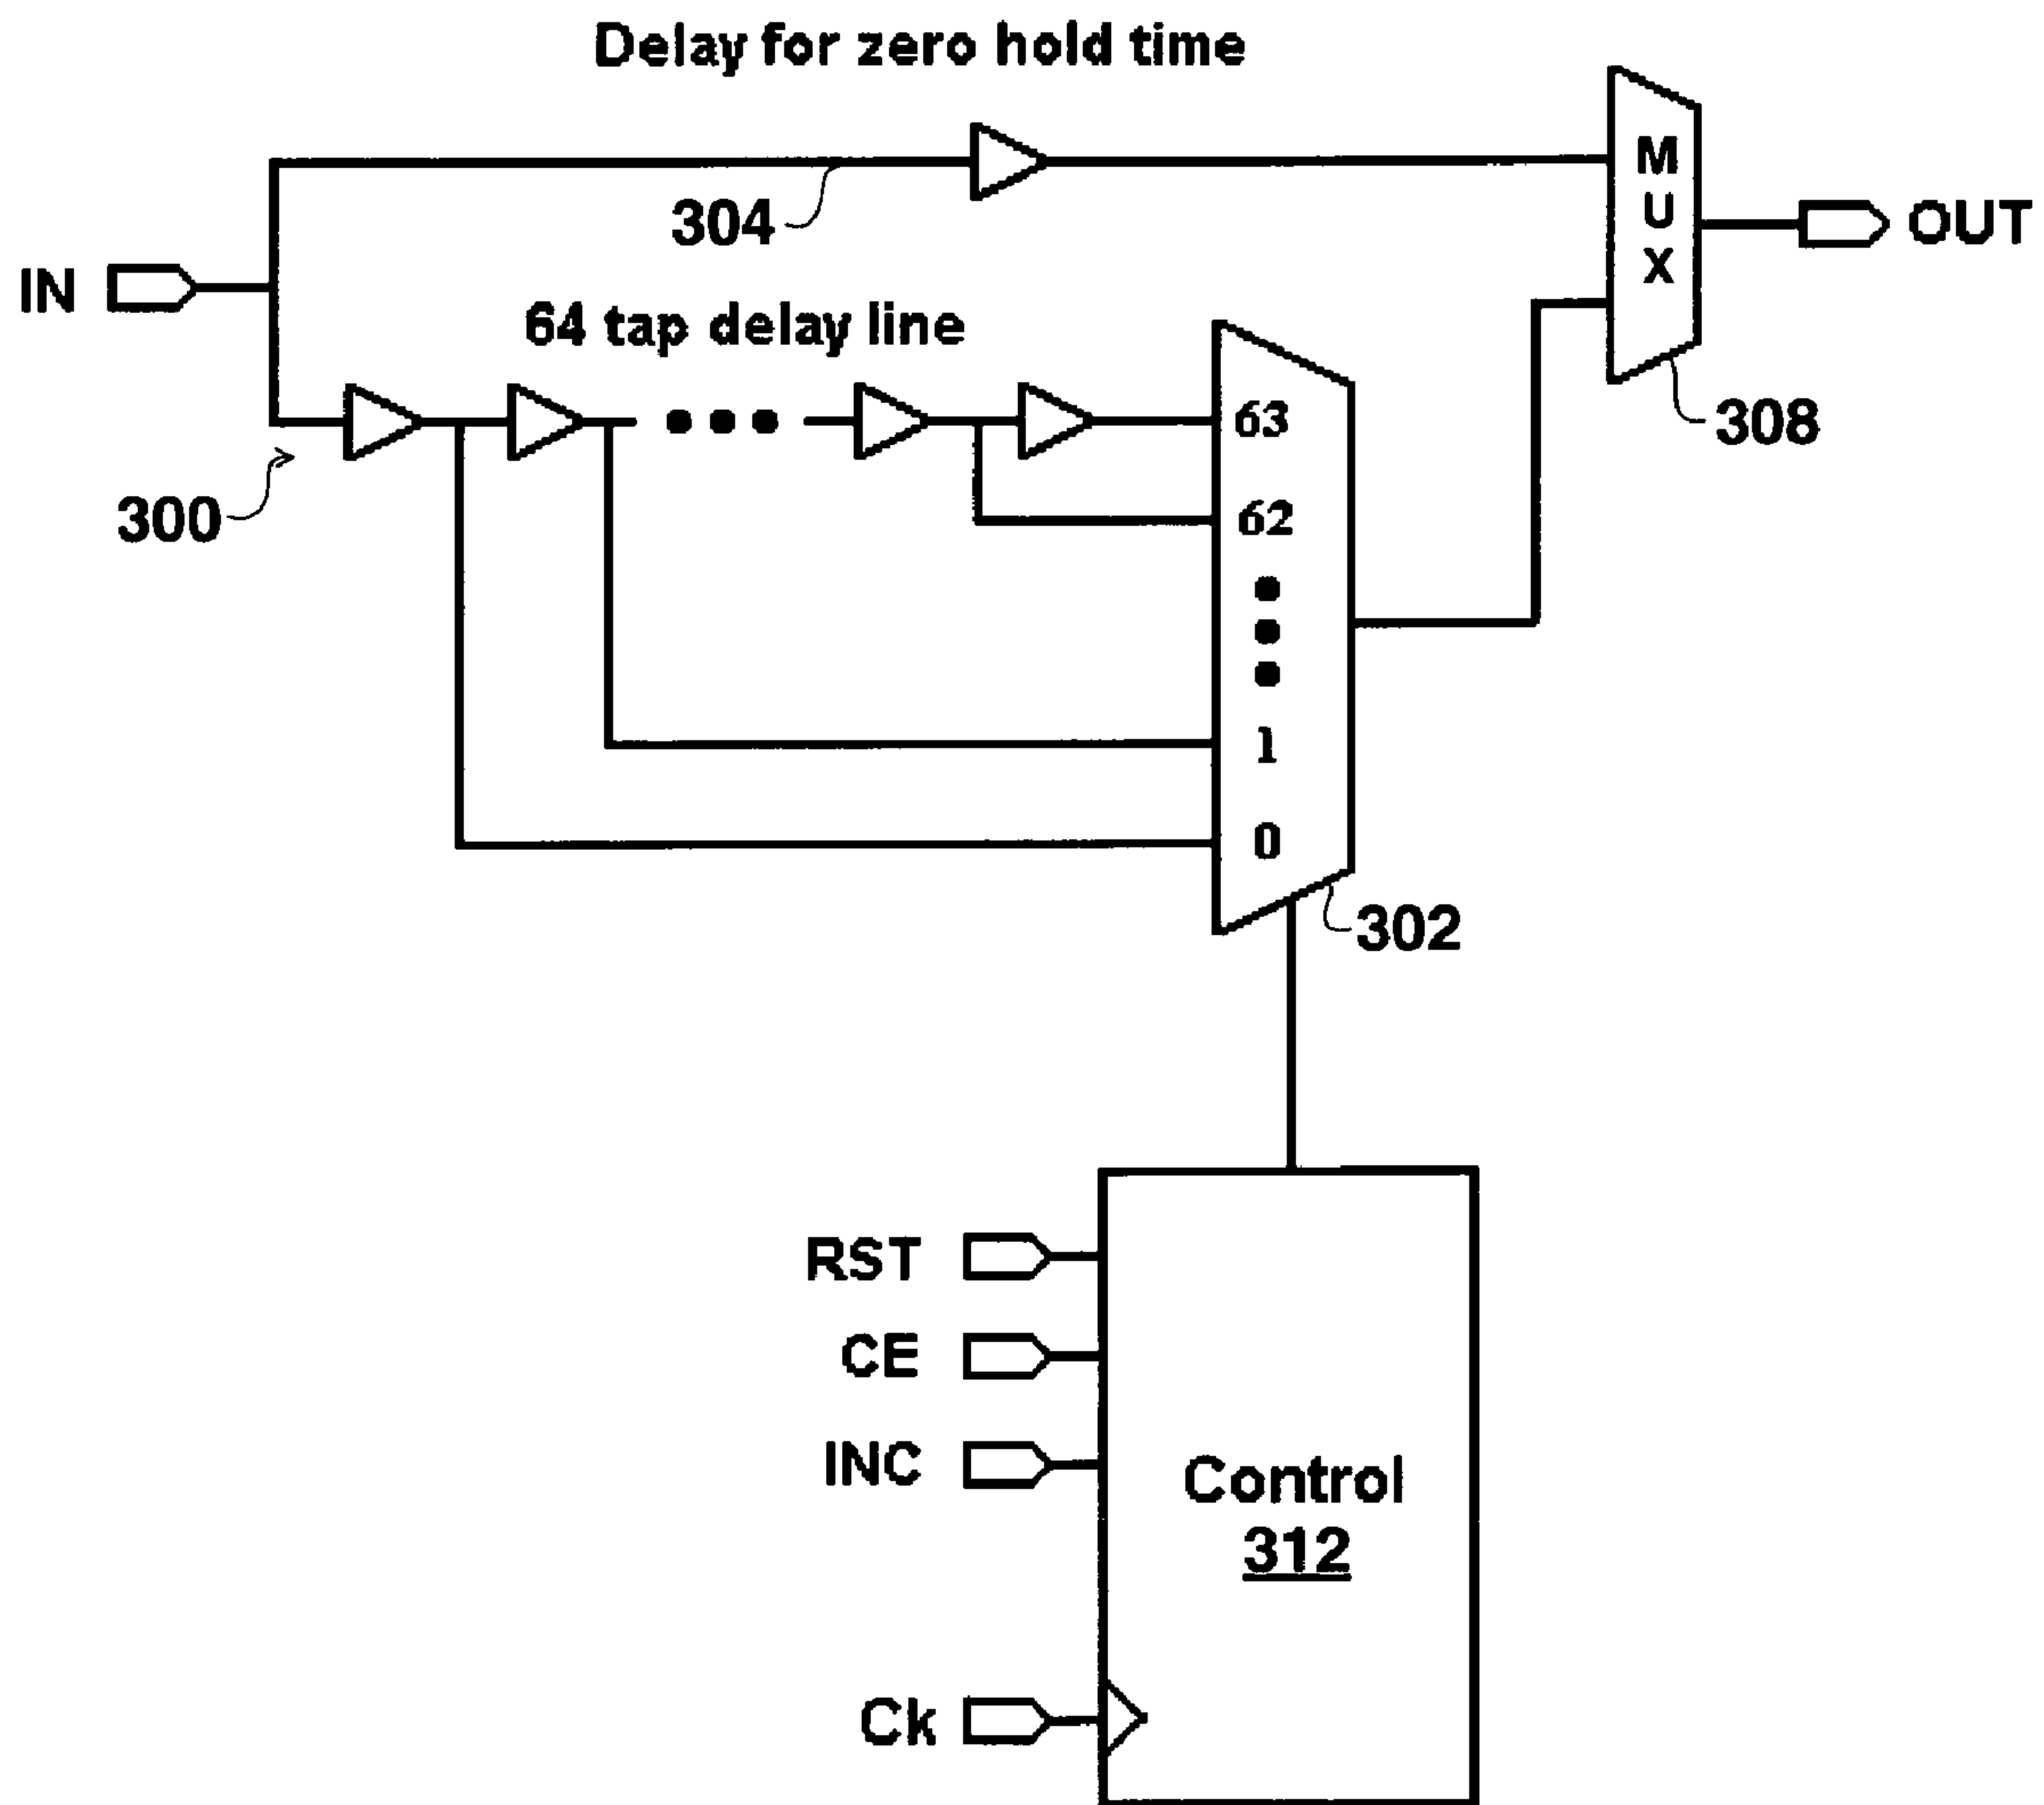 Delay for zero hold time
M
U
X
304
OUT
IN
64 tap delay line
308
63
300
62
1
0
302
RST
CE
INC
Control
312
Ck